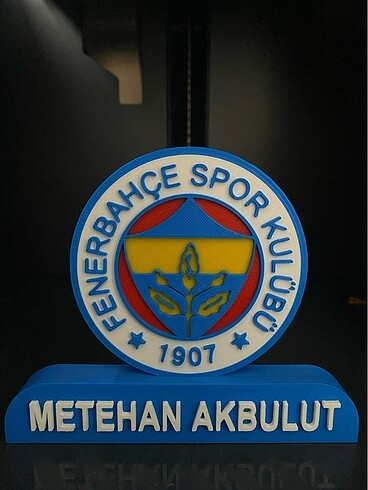 FENERBAHÇE SPOR KULÜBÜ
1907
METEHAN AKBULUT